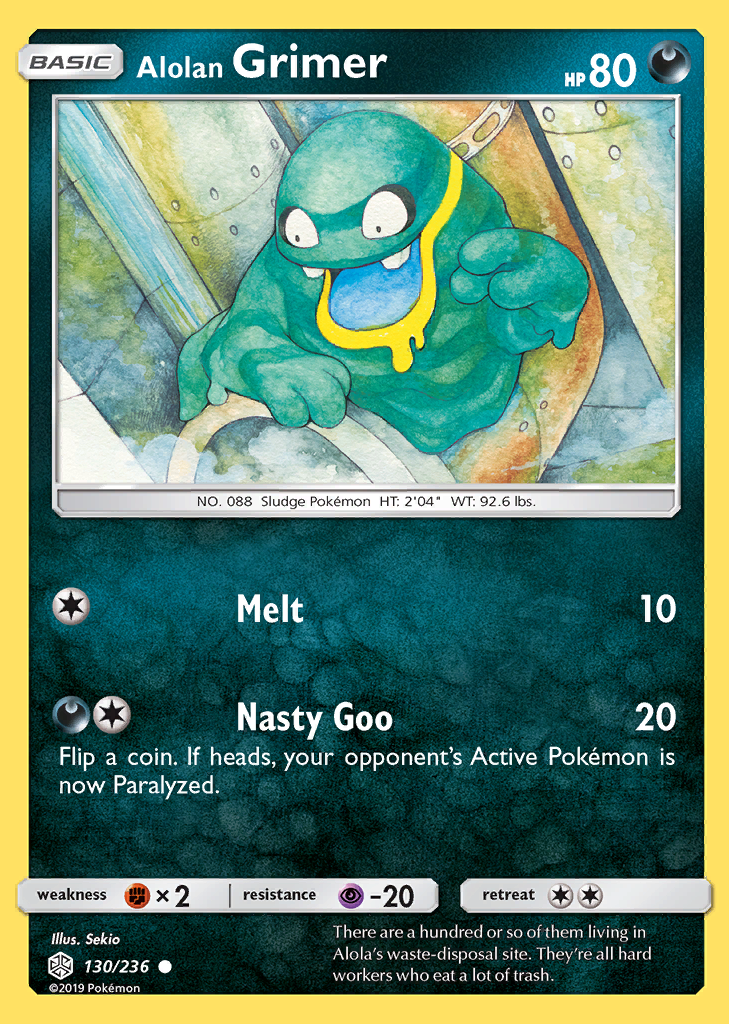 BASIC Alolan Grimer HP 80
NO. 088 Sludge Pokémon HT: 2'04" WT: 92.6 lbs.
Melt 10
Nasty Goo 20
Flip a coin. If heads, your opponent's Active Pokémon is
now Paralyzed.
weakness ×2 resistance -20 retreat
Illus. Sekio
130/236
©2019 Pokémon
There are a hundred or so of them living in
Alola's waste-disposal site. They're all hard
workers who eat a lot of trash.